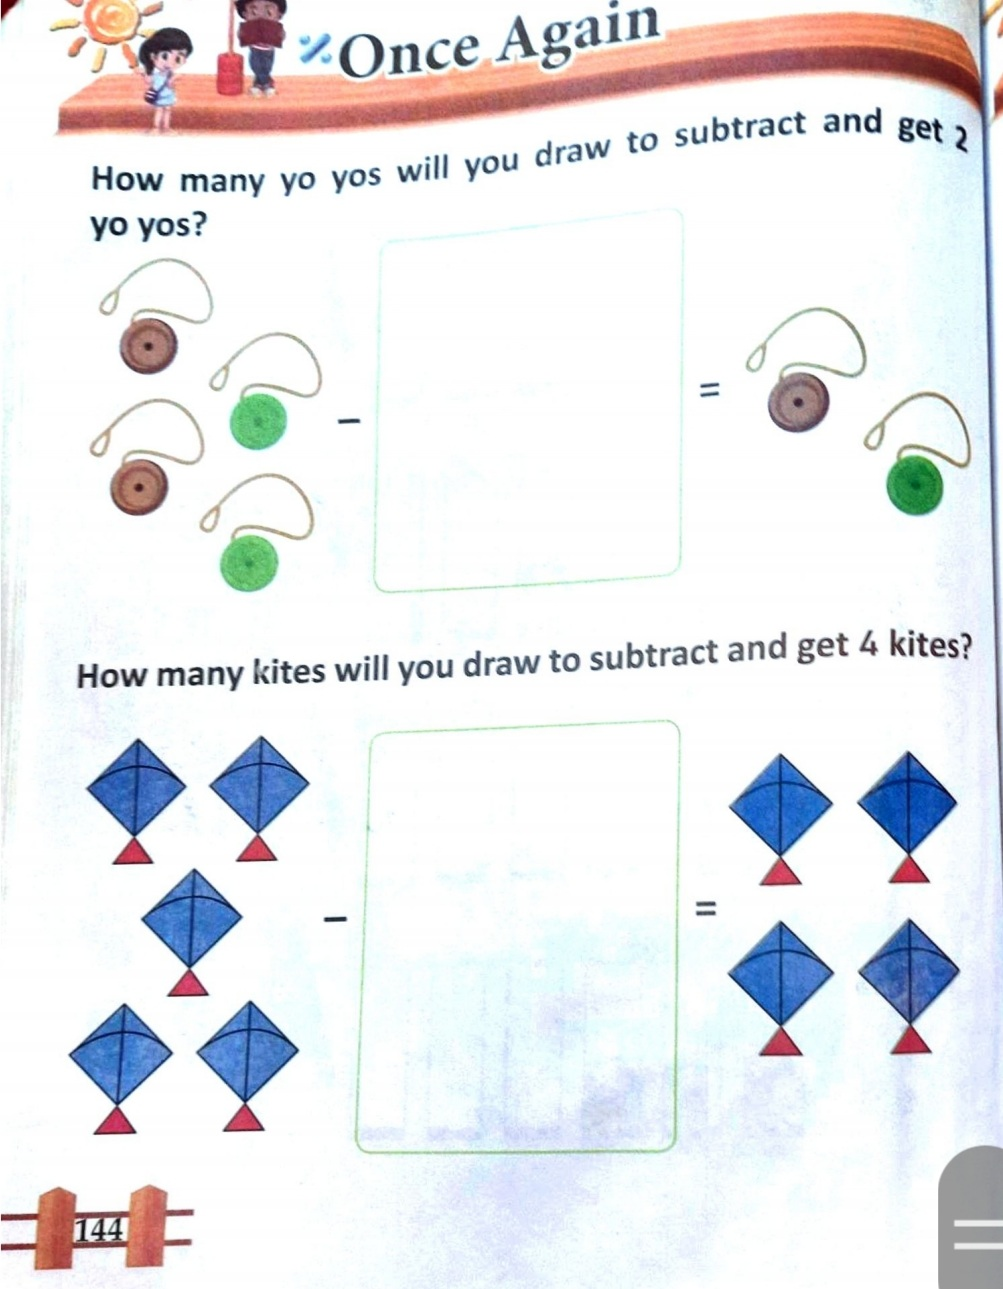 Once Again
How many yo yos will you draw to subtract and get 2
yo yos?
–
=
How many kites will you draw to subtract and get 4 kites?
–
=
144